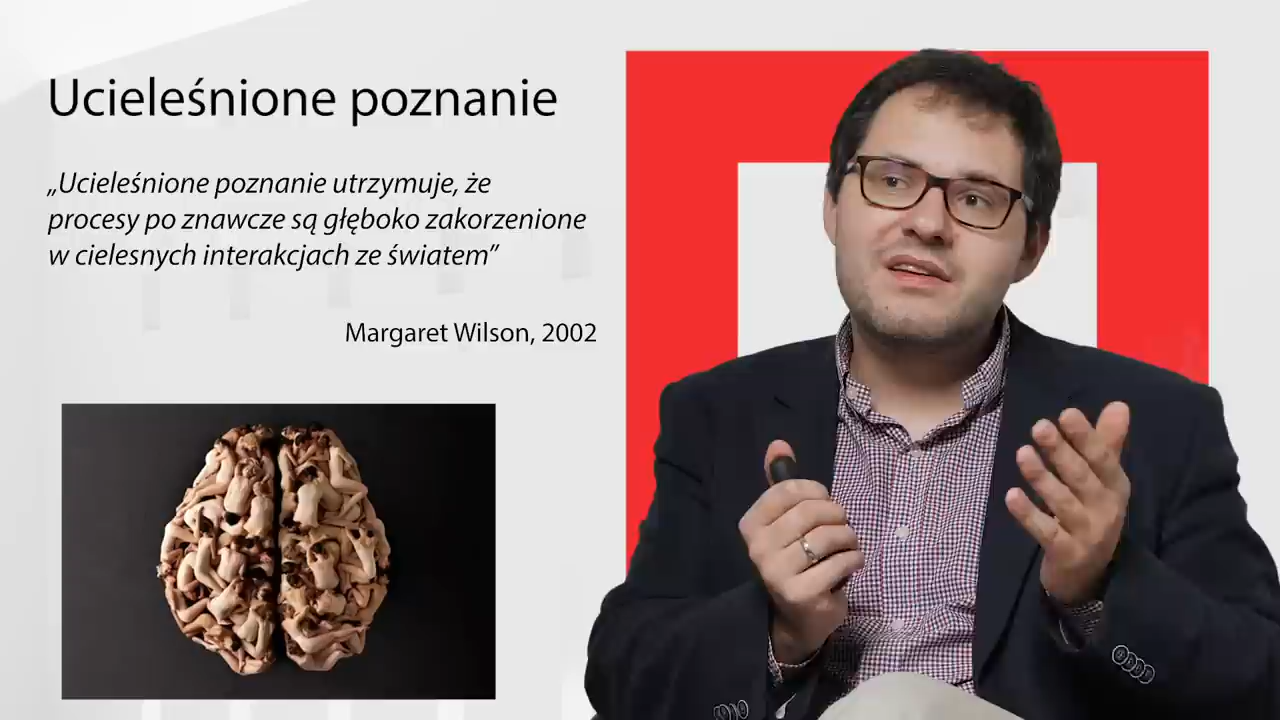 Ucieleśnione poznanie
„Ucieleśnione poznanie utrzymuje, że
procesy po znawcze są głęboko zakorzenione
w cielesnych interakcjach ze światem”
Margaret Wilson, 2002